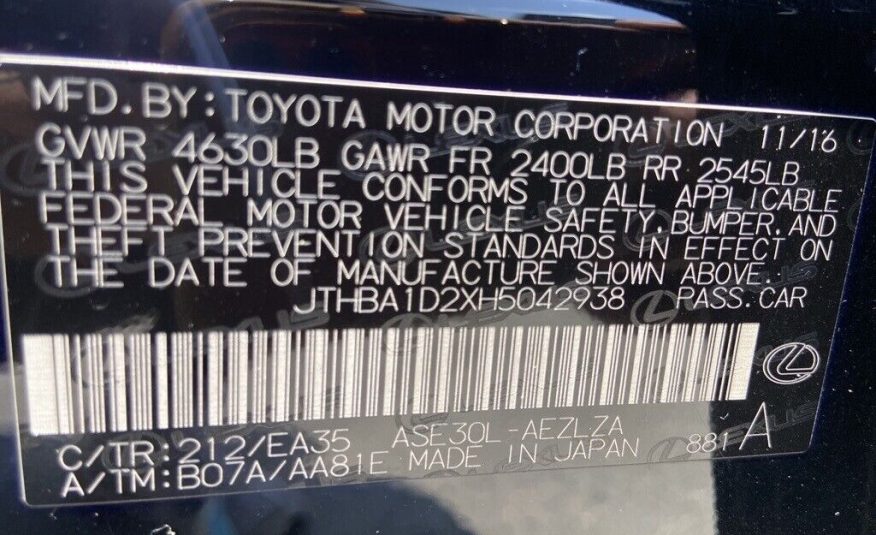 MFD.BY:TOYOTA MOTOR CORPORATION 11/16
GVWR 4630LB GAWR FR 2400LB RR 2545LB
THIS VEHICLE CONFORMS TO ALL APPLICABLE
FEDERAL MOTOR VEHICLE SAFETY,BUMPER,AND
THEFT PREVENTION STANDARDS IN EFFECT ON
THE DATE OF MANUFACTURE SHOWN ABOVE.
JTHBA1D2XH5042938 PASS.CAR
C/TR:212/EA35 ASE30L-AEZLZA
A/TM:B07A/AA81E MADE IN JAPAN 881 A
LEXUS